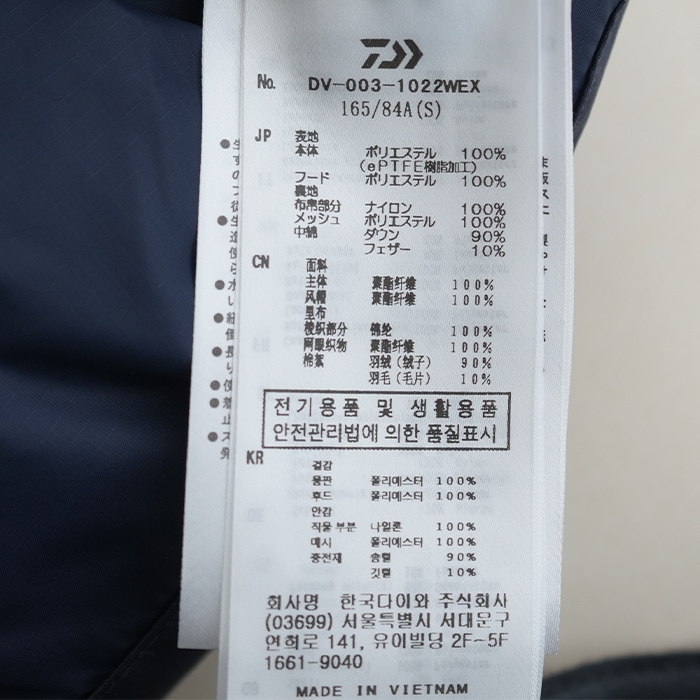 No. DV-003-1022WEX
165/84A(S)
JP 表地
本体 ポリエステル 100%
(ePTFE樹脂加工)
フード ポリエステル 100%
裏地
布帛部分 ナイロン 100%
メッシュ ポリエステル 100%
中綿 ダウン 90%
フェザー 10%
CN 面料
主体 聚酯纤维 100%
风帽 聚酯纤维 100%
里布
梭织部分 锦纶 100%
网眼织物 聚酯纤维 100%
棉絮 羽绒（绒子） 90%
羽毛（毛片） 10%
전기용품 및 생활용품
안전관리법에 의한 품질표시
KR 겉감
몸판 폴리에스터 100%
후드 폴리에스터 100%
안감
직물 부분 나일론 100%
메시 폴리에스터 100%
충전재 솜털 90%
깃털 10%
회사명 한국다이와 주식회사
(03699) 서울특별시 서대문구
연희로 141, 유이빌딩 2F~5F
1661-9040
MADE IN VIETNAM